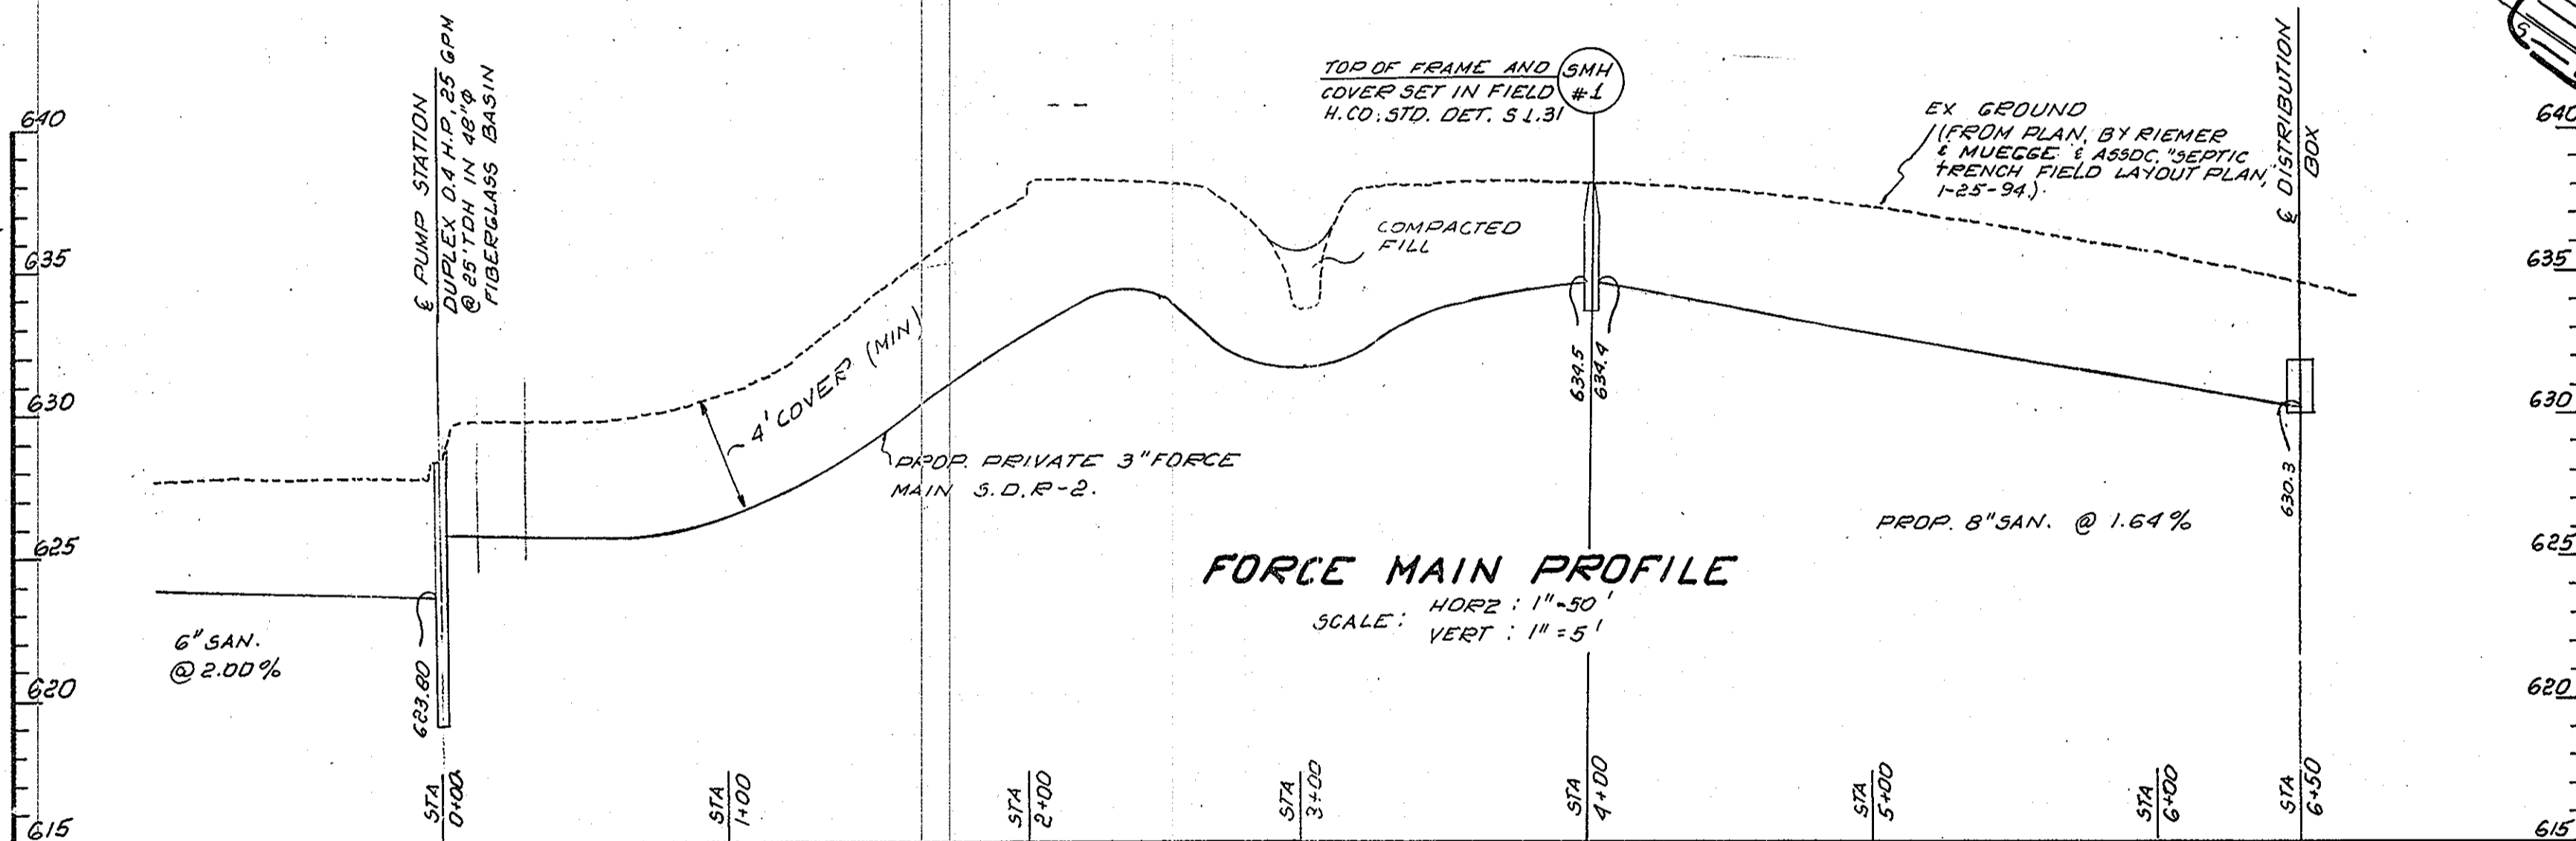 640
635
630
625
620
615
℄ PUMP STATION
DUPLEX 0.4 H.P, 25 GPM
@ 25' TDH IN 48"Φ
FIBERGLASS BASIN
TOP OF FRAME AND
COVER SET IN FIELD
H.CO. STD. DET. S 1.31
SMH
#1
EX GROUND
(FROM PLAN, BY RIEMER
& MUEGGE & ASSOC. "SEPTIC
TRENCH FIELD LAYOUT PLAN,
1-25-94.)
℄ DISTRIBUTION
BOX
COMPACTED
FILL
4' COVER (MIN)
PROP. PRIVATE 3" FORCE
MAIN S.D.R-2.
634.5
634.4
630.3
PROP. 8" SAN. @ 1.64%
6" SAN.
@ 2.00%
623.80
FORCE MAIN PROFILE
SCALE: HORZ : 1"=50'
VERT : 1"=5'
STA
0+00
STA
1+00
STA
2+00
STA
3+00
STA
4+00
STA
5+00
STA
6+00
STA
6+50
640
635
630
625
620
615